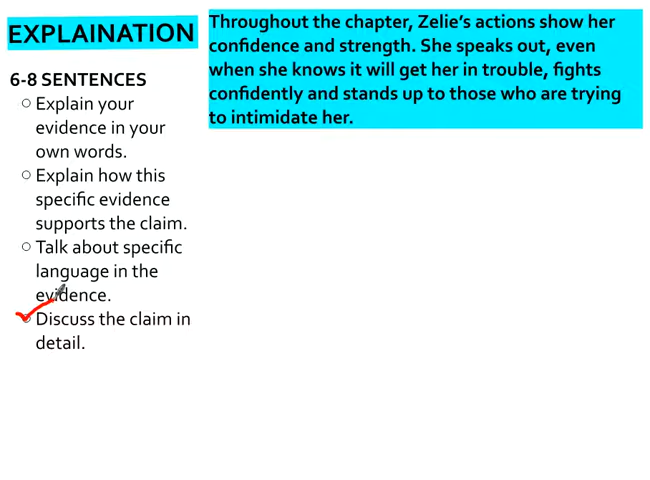 EXPLAINATION
6-8 SENTENCES
Explain your
evidence in your
own words.
Explain how this
specific evidence
supports the claim.
Talk about specific
language in the
evidence.
Discuss the claim in
detail.
Throughout the chapter, Zelie's actions show her
confidence and strength. She speaks out, even
when she knows it will get her in trouble, fights
confidently and stands up to those who are trying
to intimidate her.